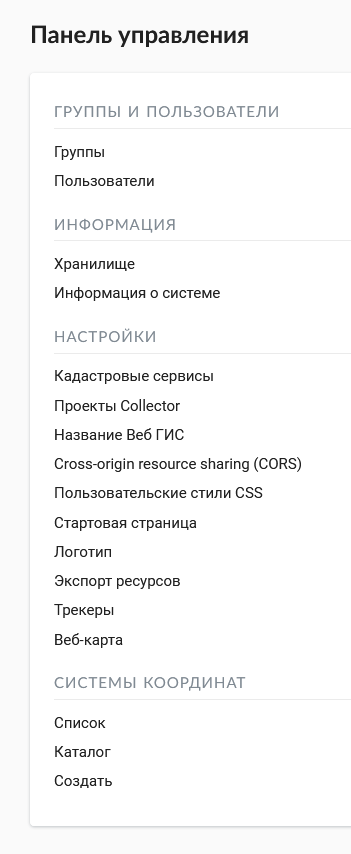 Панель управления
ГРУППЫ И ПОЛЬЗОВАТЕЛИ
Группы
Пользователи
ИНФОРМАЦИЯ
Хранилище
Информация о системе
НАСТРОЙКИ
Кадастровые сервисы
Проекты Collector
Название Веб ГИС
Cross-origin resource sharing (CORS)
Пользовательские стили CSS
Стартовая страница
Логотип
Экспорт ресурсов
Трекеры
Веб-карта
СИСТЕМЫ КООРДИНАТ
Список
Каталог
Создать